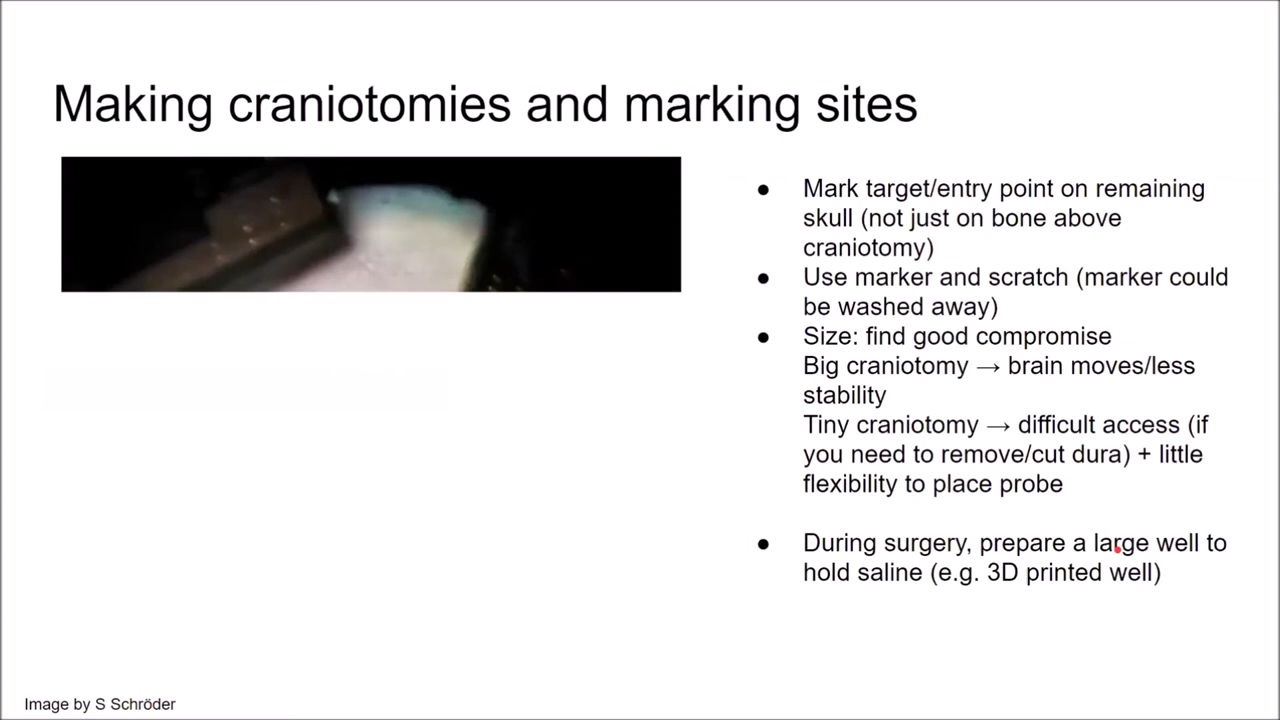 Making craniotomies and marking sites
● Mark target/entry point on remaining
skull (not just on bone above
craniotomy)
● Use marker and scratch (marker could
be washed away)
● Size: find good compromise
Big craniotomy → brain moves/less
stability
Tiny craniotomy → difficult access (if
you need to remove/cut dura) + little
flexibility to place probe
● During surgery, prepare a large well to
hold saline (e.g. 3D printed well)
Image by S Schröder